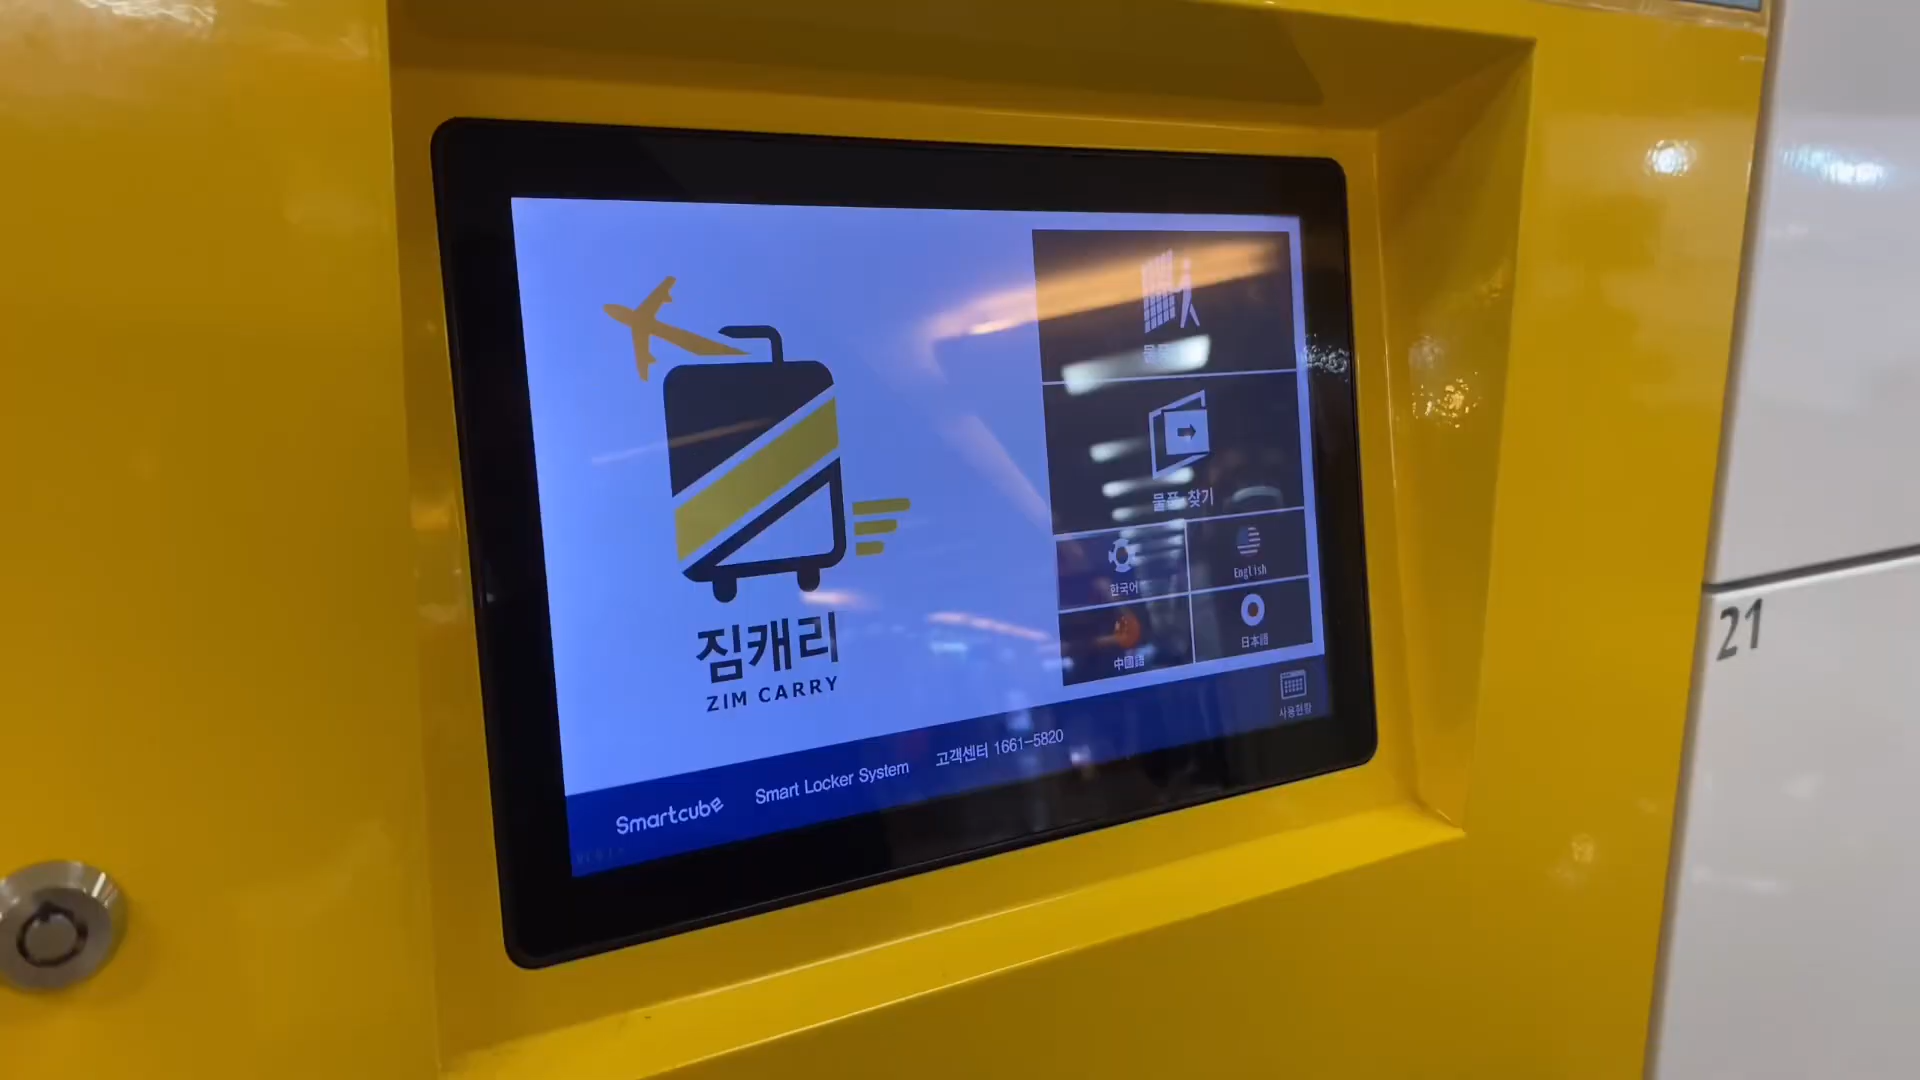 짐캐리
ZIM CARRY
물품 찾기
한국어
English
中國語
日本語
사용현황
Smartcube
Smart Locker System
고객센터 1661-5820
21